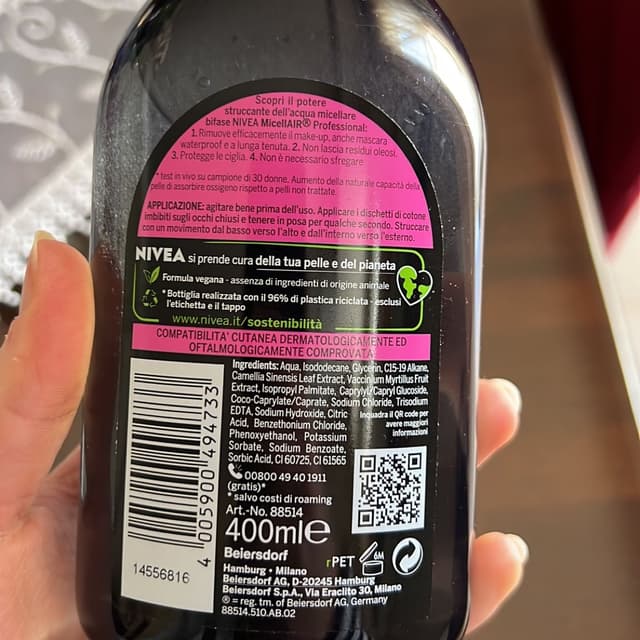 Scopri il potere
struccante dell'acqua micellare
bifase NIVEA MicellAIR® Professional:
1. Rimuove efficacemente il make-up, anche mascara
waterproof e a lunga tenuta. 2. Non lascia residui oleosi.
3. Protegge le ciglia. 4. Non è necessario sfregare
* test in vivo su campione di 30 donne. Aumento della naturale capacità della
pelle di assorbire ossigeno rispetto a pelli non trattate.
APPLICAZIONE: agitare bene prima dell'uso. Applicare i dischetti di cotone
imbibiti sugli occhi chiusi e tenere in posa per qualche secondo. Struccare
con un movimento dal basso verso l'alto e dall'interno verso l'esterno.
NIVEA si prende cura della tua pelle e del pianeta
Formula vegana - assenza di ingredienti di origine animale
* Bottiglia realizzata con il 96% di plastica riciclata - esclusi
l'etichetta e il tappo
www.nivea.it/sostenibilità
COMPATIBILITA' CUTANEA DERMATOLOGICAMENTE ED
OFTALMOLOGICAMENTE COMPROVATA
Ingredients: Aqua, Isododecane, Glycerin, C15-19 Alkane,
Camellia Sinensis Leaf Extract, Vaccinium Myrtillus Fruit
Extract, Isopropyl Palmitate, Caprylyl/Capryl Glucoside,
Coco-Caprylate/Caprate, Sodium Chloride, Trisodium
EDTA, Sodium Hydroxide, Citric
Acid, Benzethonium Chloride,
Phenoxyethanol, Potassium
Sorbate, Sodium Benzoate,
Sorbic Acid, CI 60725, CI 61565
Inquadra il QR code per
avere maggiori
informazioni
00800 49 40 1911
(gratis)*
* salvo costi di roaming
Art.-No. 88514
400ml℮
Beiersdorf
Hamburg • Milano
Beiersdorf AG, D-20245 Hamburg
Beiersdorf S.p.A., Via Eraclito 30, Milano
® = reg. tm. of Beiersdorf AG, Germany
88514.510.AB.02
rPET
6M
4 005900 494733
14556816